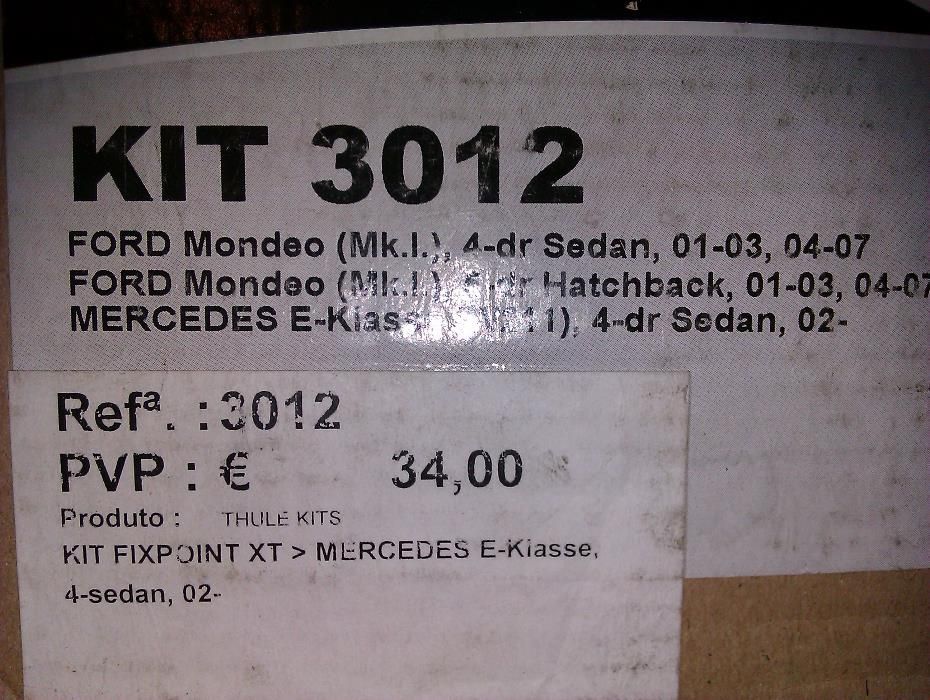 KIT 3012
FORD Mondeo (Mk.I.), 4-dr Sedan, 01-03, 04-07
FORD Mondeo (Mk.I.), Hatchback, 01-03, 04-07
MERCEDES 4-dr Sedan, 02-
Refª. : 3012
PVP : € 34,00
Produto : THULE KITS
KIT FIXPOINT XT > MERCEDES E-Klasse,
4-sedan, 02-